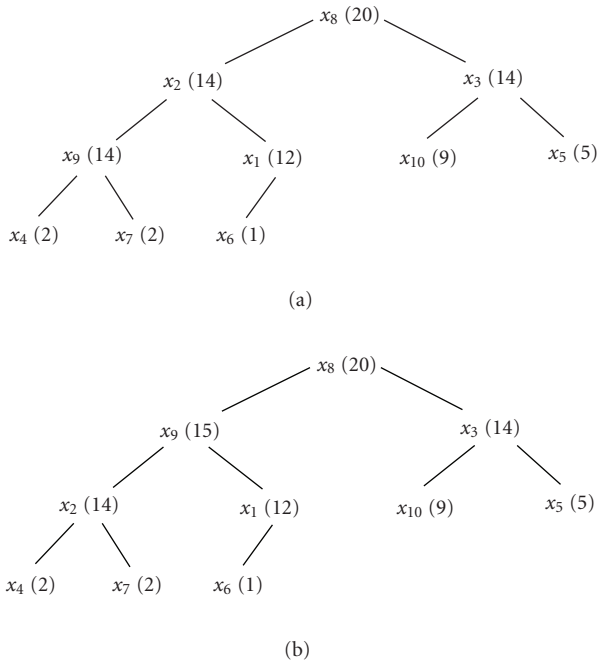 x₈ (20)
x₂ (14) x₃ (14)
x₉ (14) x₁ (12) x₁₀ (9) x₅ (5)
x₄ (2) x₇ (2) x₆ (1)
(a)
x₈ (20)
x₉ (15) x₃ (14)
x₂ (14) x₁ (12) x₁₀ (9) x₅ (5)
x₄ (2) x₇ (2) x₆ (1)
(b)